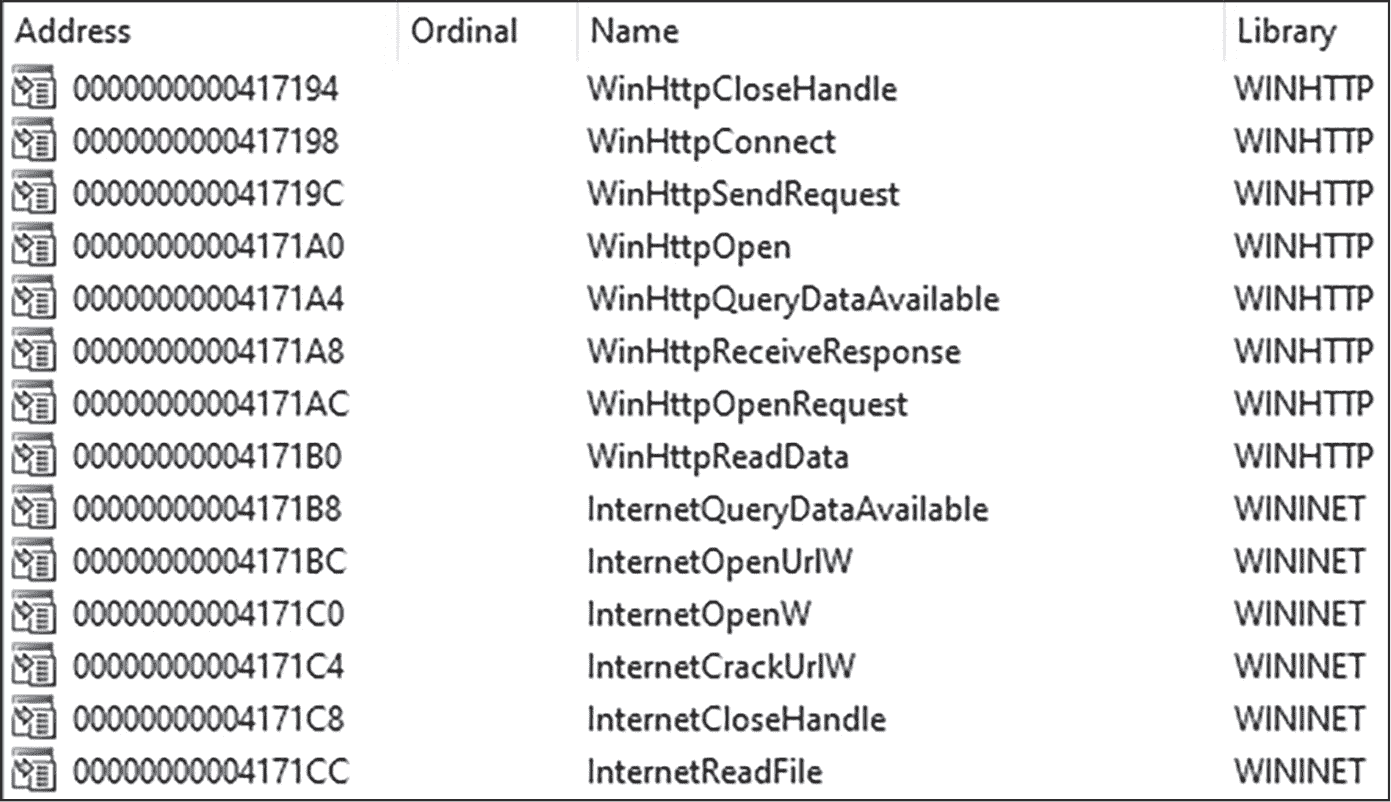 Address Ordinal Name Library
0000000000417194 WinHttpCloseHandle WINHTTP
0000000000417198 WinHttpConnect WINHTTP
000000000041719C WinHttpSendRequest WINHTTP
00000000004171A0 WinHttpOpen WINHTTP
00000000004171A4 WinHttpQueryDataAvailable WINHTTP
00000000004171A8 WinHttpReceiveResponse WINHTTP
00000000004171AC WinHttpOpenRequest WINHTTP
00000000004171B0 WinHttpReadData WINHTTP
00000000004171B8 InternetQueryDataAvailable WININET
00000000004171BC InternetOpenUrlW WININET
00000000004171C0 InternetOpenW WININET
00000000004171C4 InternetCrackUrlW WININET
00000000004171C8 InternetCloseHandle WININET
00000000004171CC InternetReadFile WININET